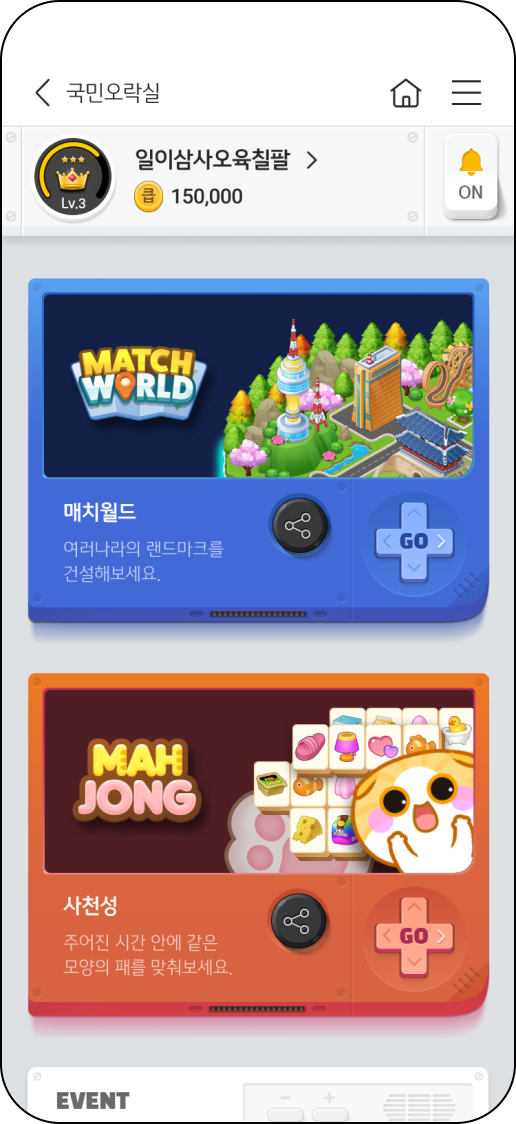 국민오락실
일이삼사오육칠팔
Lv.3
콥 150,000
ON
MATCH
WORLD
매치월드
여러나라의 랜드마크를
건설해보세요.
GO
MAH
JONG
사천성
주어진 시간 안에 같은
모양의 패를 맞춰보세요.
GO
EVENT